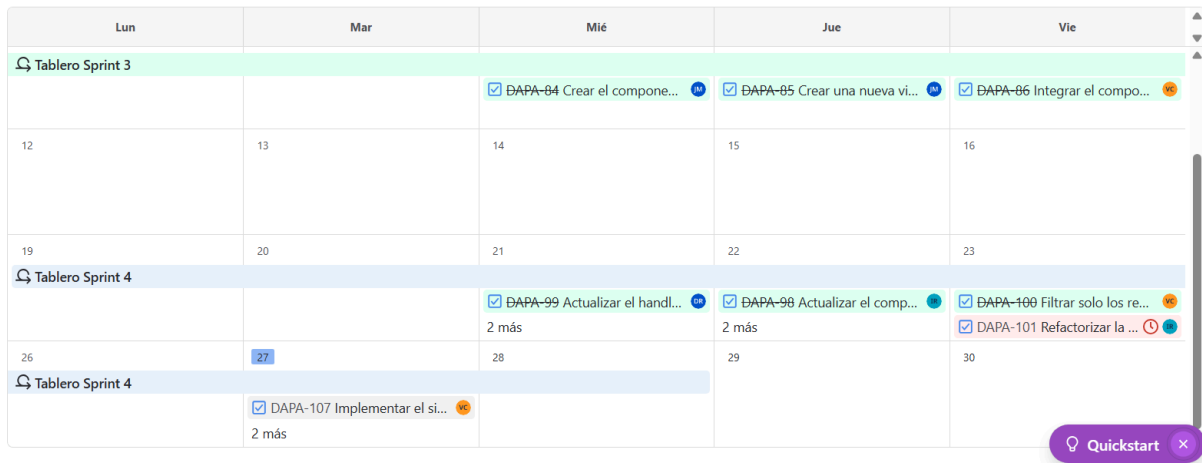 Lun Mar Mié Jue Vie
Tablero Sprint 3
DAPA-84 Crear el compone... JM DAPA-85 Crear una nueva vi... JM DAPA-86 Integrar el compo... VC
12 13 14 15 16
19 20 21 22 23
Tablero Sprint 4
DAPA-99 Actualizar el handl... DR DAPA-98 Actualizar el comp... IR DAPA-100 Filtrar solo los re... VC
2 más 2 más DAPA-101 Refactorizar la ... IR
26 27 28 29 30
Tablero Sprint 4
DAPA-107 Implementar el si... VC
2 más
Quickstart